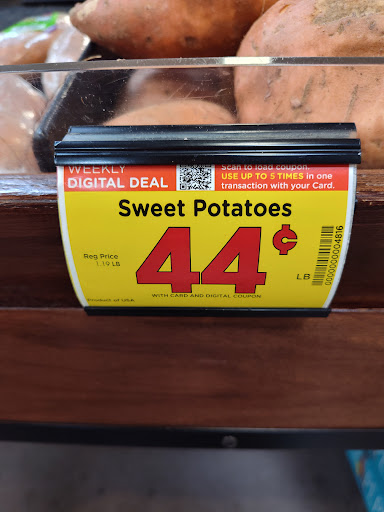 WEEKLY
DIGITAL DEAL
Scan to load coupon.
USE UP TO 5 TIMES in one
transaction with your Card.
Sweet Potatoes
Reg Price
1.19 LB
44¢
LB
0000000004816
WITH CARD AND DIGITAL COUPON
Product of USA